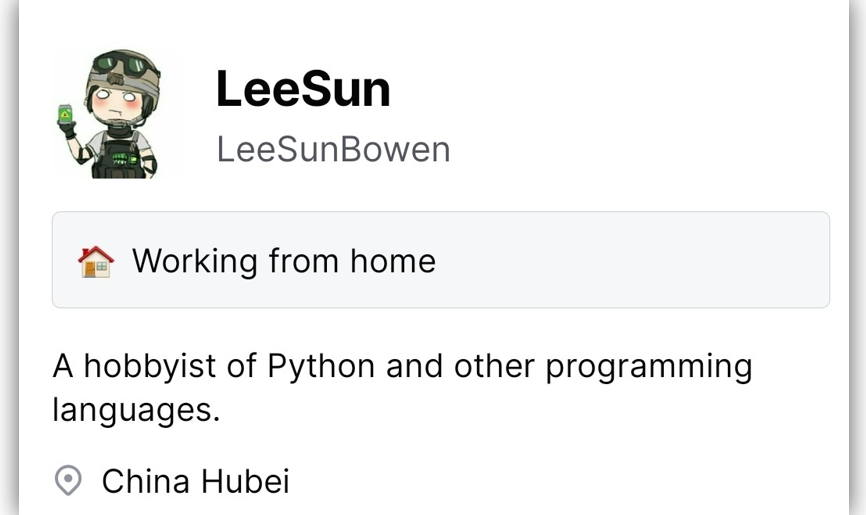 LeeSun
LeeSunBowen
Working from home
A hobbyist of Python and other programming
languages.
China Hubei